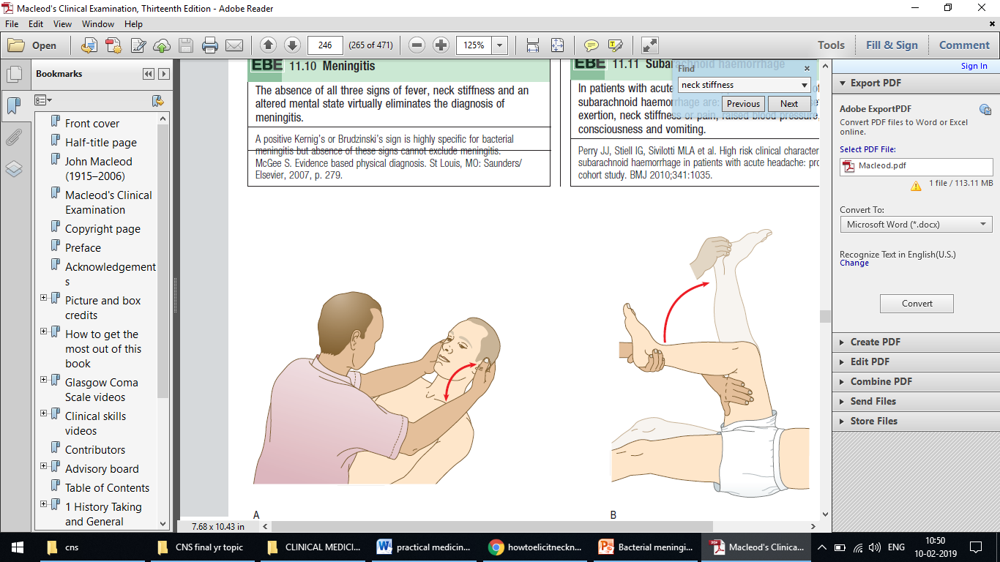 Macleod's Clinical Examination, Thirteenth Edition - Adobe Reader
File Edit View Window Help
Open
246
(265 of 471)
125%
Tools
Fill & Sign
Comment
Bookmarks
Front cover
Half-title page
John Macleod
(1915–2006)
Macleod's Clinical
Examination
Copyright page
Preface
Acknowledgement
s
Picture and box
credits
How to get the
most out of this
book
Glasgow Coma
Scale videos
Clinical skills
videos
Contributors
Advisory board
Table of Contents
1 History Taking
and General
EBE 11.10 Meningitis
The absence of all three signs of fever, neck stiffness and an
altered mental state virtually eliminates the diagnosis of
meningitis.
A positive Kernig's or Brudzinski's sign is highly specific for bacterial
meningitis but absence of these signs cannot exclude meningitis.
McGee S. Evidence based physical diagnosis. St Louis, MO: Saunders/
Elsevier, 2007, p. 279.
EBE 11.11 Subarachnoid haemorrhage
In patients with acute
subarachnoid haemorrhage are:
exertion, neck stiffness or pain, raised blood pressure,
consciousness and vomiting.
Perry JJ, Stiell IG, Sivilotti MLA et al. High risk clinical character
subarachnoid haemorrhage in patients with acute headache: pro
cohort study. BMJ 2010;341:1035.
Find
neck stiffness
Previous
Next
A
B
7.68 x 10.43 in
Sign In
Export PDF
Adobe ExportPDF
Convert PDF files to Word or Excel
online.
Select PDF File:
Macleod.pdf
1 file / 113.11 MB
Convert To:
Microsoft Word (*.docx)
Recognize Text in English(U.S.)
Change
Convert
Create PDF
Edit PDF
Combine PDF
Send Files
Store Files
cns
CNS final yr topic
CLINICAL MEDICI...
practical medicin...
howtoelicitneckn...
Bacterial meningi...
Macleod's Clinica...
ENG
10:50
10-02-2019